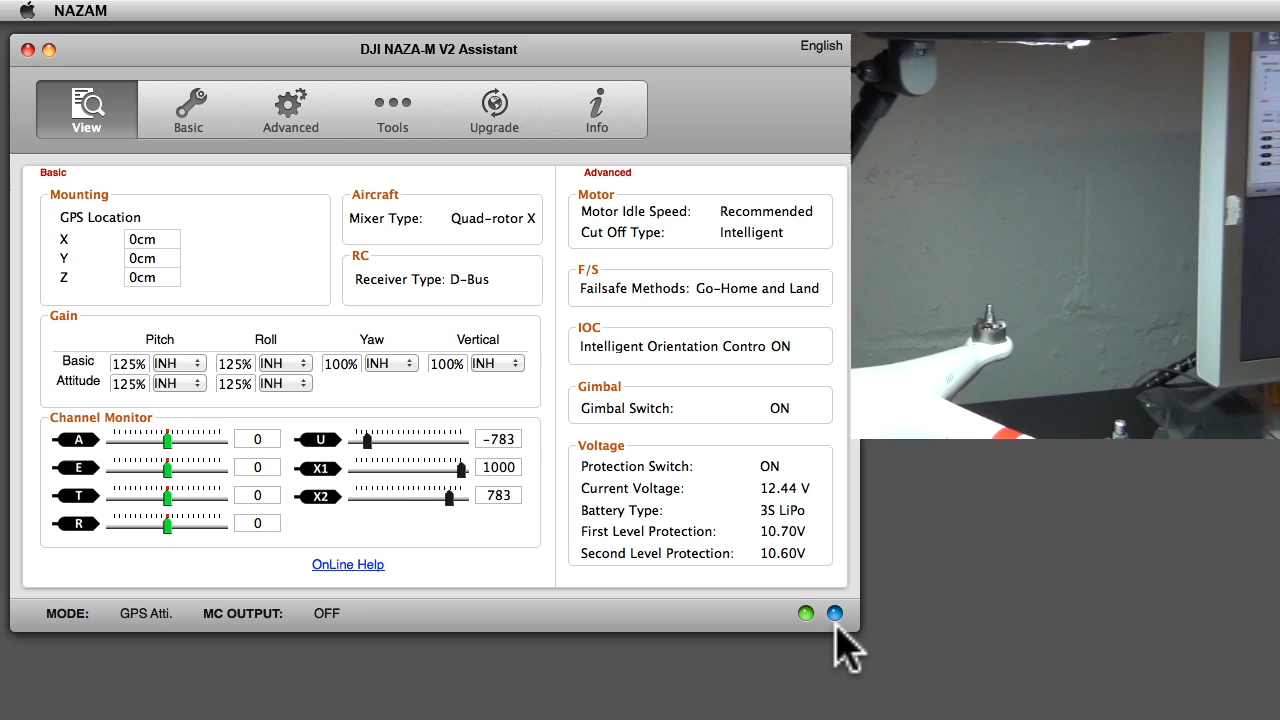 NAZAM
DJI NAZA-M V2 Assistant
English
View
Basic
Advanced
Tools
Upgrade
Info
Basic
Mounting
GPS Location
X 0cm
Y 0cm
Z 0cm
Aircraft
Mixer Type: Quad-rotor X
RC
Receiver Type: D-Bus
Gain
Pitch Roll Yaw Vertical
Basic 125% INH 125% INH 100% INH 100% INH
Attitude 125% INH 125% INH
Channel Monitor
A 0 U -783
E 0 X1 1000
T 0 X2 783
R 0
OnLine Help
Advanced
Motor
Motor Idle Speed: Recommended
Cut Off Type: Intelligent
F/S
Failsafe Methods: Go-Home and Land
IOC
Intelligent Orientation Contro ON
Gimbal
Gimbal Switch: ON
Voltage
Protection Switch: ON
Current Voltage: 12.44 V
Battery Type: 3S LiPo
First Level Protection: 10.70V
Second Level Protection: 10.60V
MODE: GPS Atti. MC OUTPUT: OFF